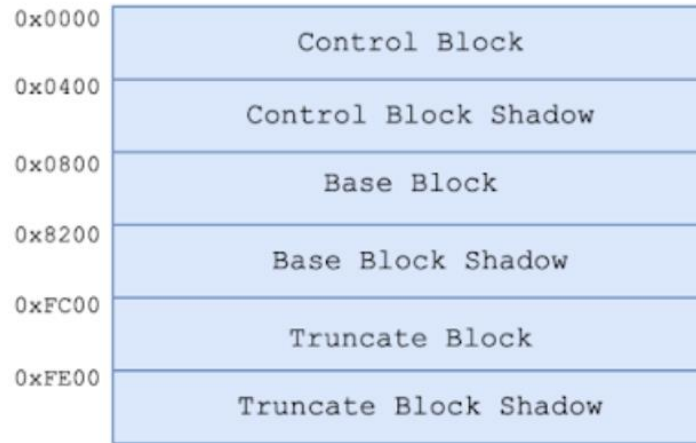 0x0000
Control Block
0x0400
Control Block Shadow
0x0800
Base Block
0x8200
Base Block Shadow
0xFC00
Truncate Block
0xFE00
Truncate Block Shadow